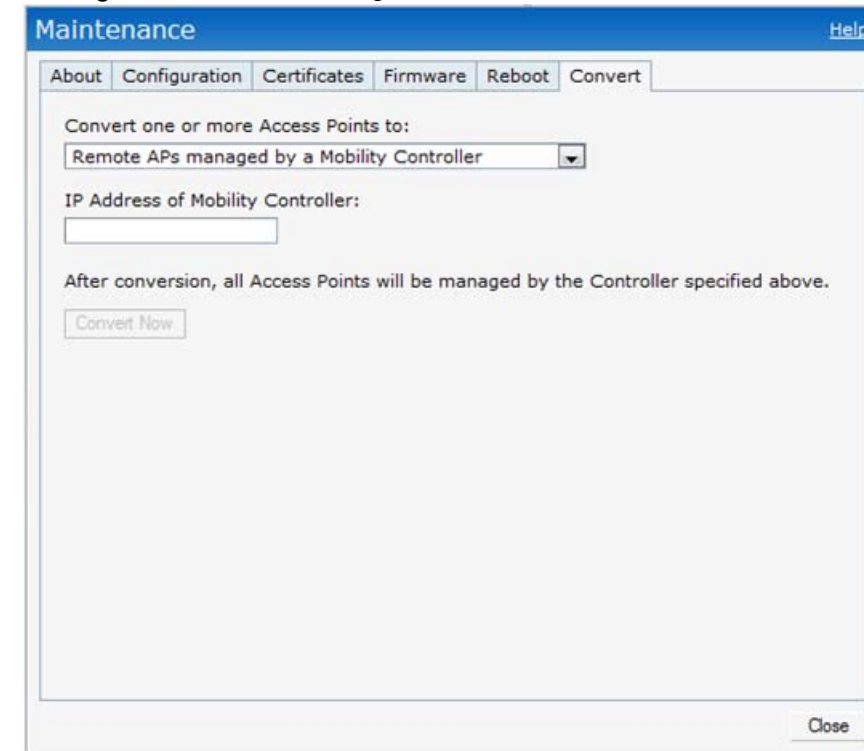 Maintenance Help
About Configuration Certificates Firmware Reboot Convert
Convert one or more Access Points to:
Remote APs managed by a Mobility Controller
IP Address of Mobility Controller:
After conversion, all Access Points will be managed by the Controller specified above.
Convert Now
Close